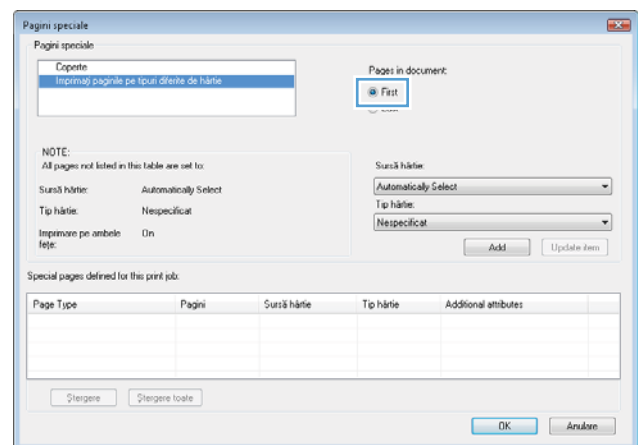 Pagini speciale
Pagini speciale
Coperte
Imprimaţi paginile pe tipuri diferite de hârtie
Pages in document:
First
NOTE:
All pages not listed in this table are set to:
Sursă hârtie: Automatically Select
Tip hârtie: Nespecificat
Imprimare pe ambele feţe: On
Sursă hârtie:
Automatically Select
Tip hârtie:
Nespecificat
Add Update item
Special pages defined for this print job:
Page Type Pagini Sursă hârtie Tip hârtie Additional attributes
Ştergere Ştergere toate
OK Anulare